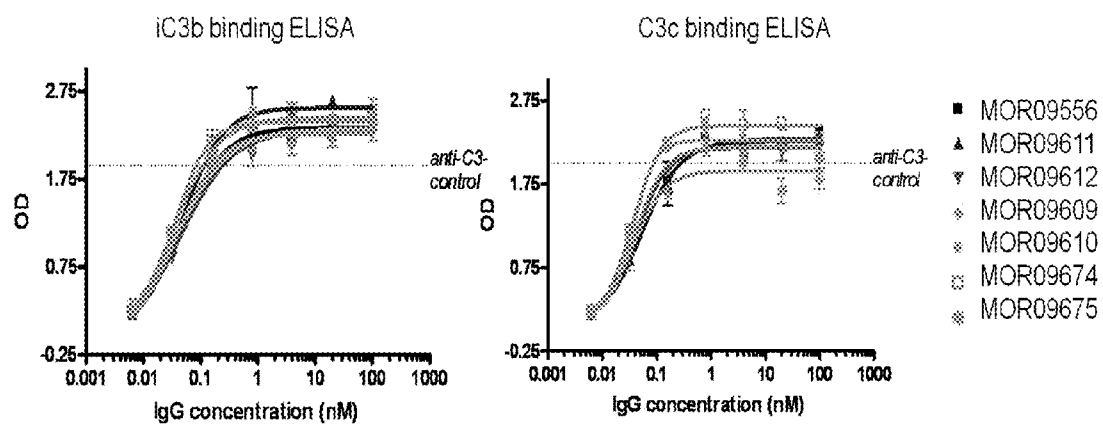 iC3b binding ELISA
2.75
1.75
0.75
-0.25
OD
anti-C3-
control
0.001 0.01 0.1 1 10 100 1000
IgG concentration (nM)
C3c binding ELISA
2.75
1.75
0.75
-0.25
OD
anti-C3-
control
0.001 0.01 0.1 1 10 100 1000
IgG concentration (nM)
MOR09556
MOR09611
MOR09612
MOR09609
MOR09610
MOR09674
MOR09675